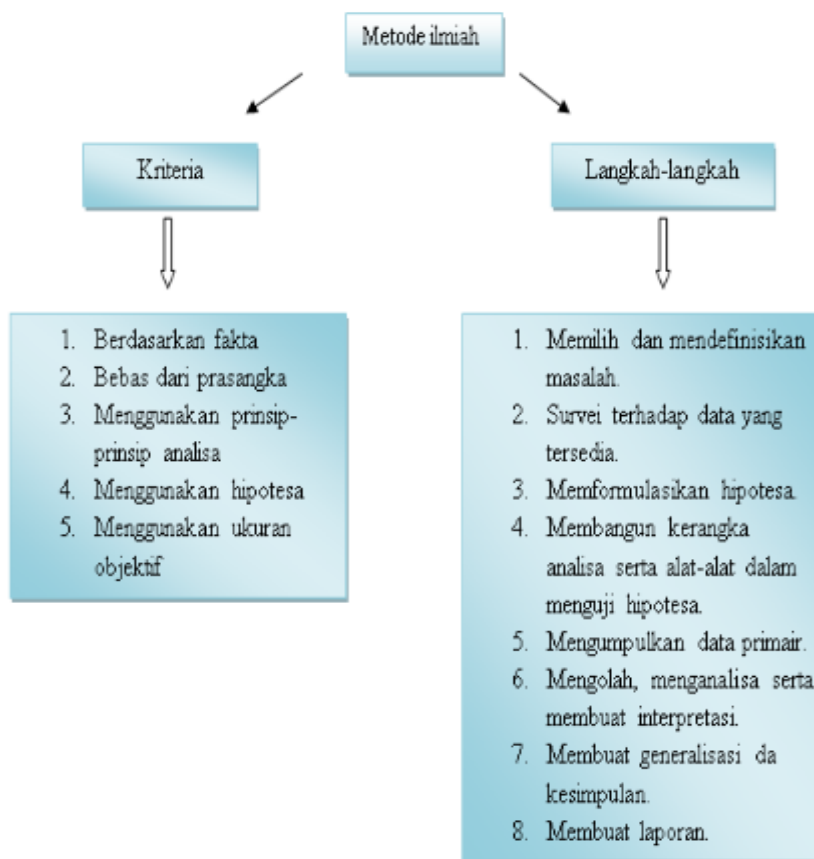 Metode ilmiah
Kriteria
Langkah-langkah
1. Berdasarkan fakta
2. Bebas dari prasangka
3. Menggunakan prinsip-
prinsip analisa
4. Menggunakan hipotesa
5. Menggunakan ukuran
objektif
1. Memilih dan mendefinisikan
masalah.
2. Survei terhadap data yang
tersedia.
3. Memformulasikan hipotesa.
4. Membangun kerangka
analisa serta alat-alat dalam
menguji hipotesa.
5. Mengumpulkan data primair.
6. Mengolah, menganalisa serta
membuat interpretasi.
7. Membuat generalisasi da
kesimpulan.
8. Membuat laporan.